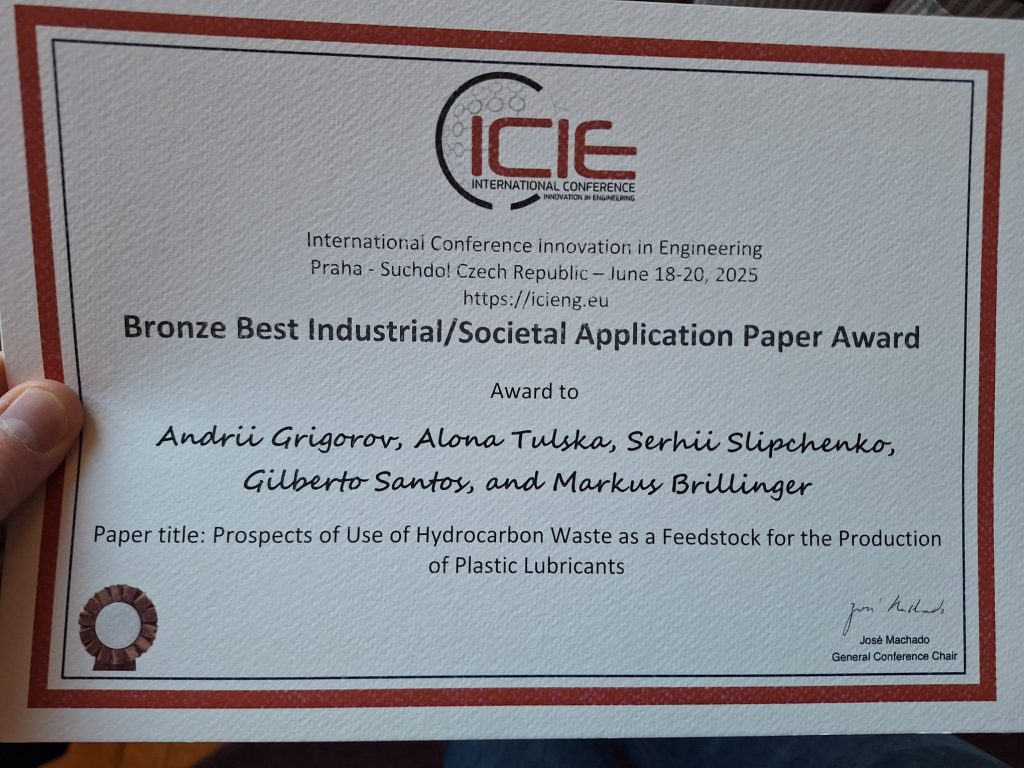 ICIE
INTERNATIONAL CONFERENCE
INNOVATION IN ENGINEERING
International Conference innovation in Engineering
Praha - Suchdol Czech Republic – June 18-20, 2025
https://icieng.eu
Bronze Best Industrial/Societal Application Paper Award
Award to
Andrii Grigorov, Alona Tulska, Serhii Slipchenko,
Gilberto Santos, and Markus Brillinger
Paper title: Prospects of Use of Hydrocarbon Waste as a Feedstock for the Production
of Plastic Lubricants
José Machado
General Conference Chair